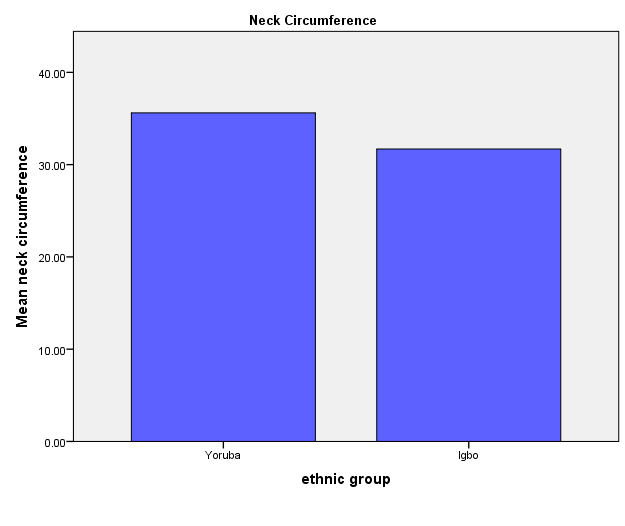 Neck Circumference
Mean neck circumference
40.00
30.00
20.00
10.00
0.00
Yoruba
Igbo
ethnic group